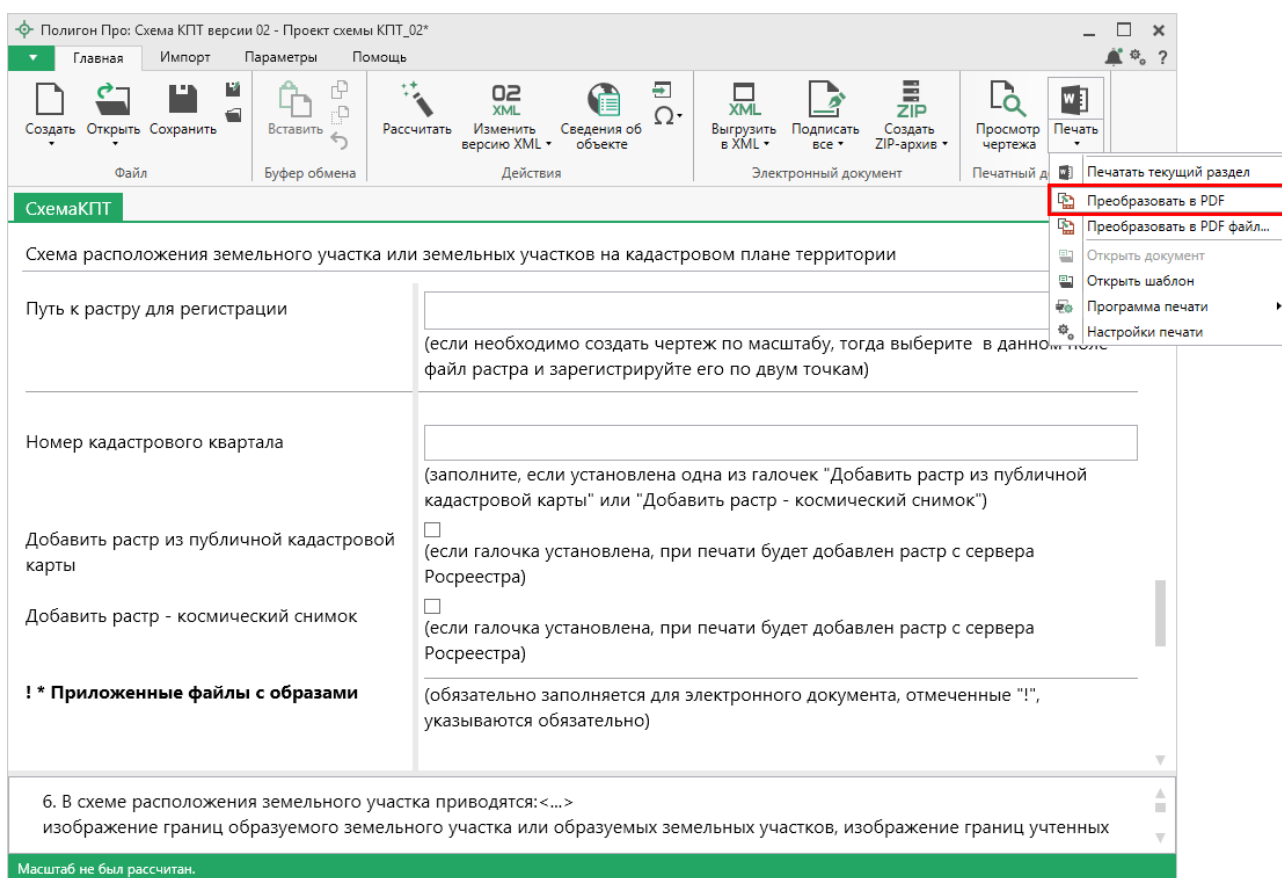 Полигон Про: Схема КПТ версии 02 - Проект схемы КПТ_02*
Главная Импорт Параметры Помощь
?
02
XML
XML
ZIP
W
Ω
Создать Открыть Сохранить
Вставить
Рассчитать
Изменить
версию XML
Сведения об
объекте
Выгрузить
в XML
Подписать
все
Создать
ZIP-архив
Просмотр
чертежа
Печать
Файл
Буфер обмена
Действия
Электронный документ
Печатный д
Печатать текущий раздел
Преобразовать в PDF
Преобразовать в PDF файл...
Открыть документ
Открыть шаблон
Программа печати
Настройки печати
СхемаКПТ
Схема расположения земельного участка или земельных участков на кадастровом плане территории
Путь к растру для регистрации
(если необходимо создать чертеж по масштабу, тогда выберите в данном поле
файл растра и зарегистрируйте его по двум точкам)
Номер кадастрового квартала
(заполните, если установлена одна из галочек "Добавить растр из публичной
кадастровой карты" или "Добавить растр - космический снимок")
Добавить растр из публичной кадастровой
карты
(если галочка установлена, при печати будет добавлен растр с сервера
Росреестра)
Добавить растр - космический снимок
(если галочка установлена, при печати будет добавлен растр с сервера
Росреестра)
! * Приложенные файлы с образами
(обязательно заполняется для электронного документа, отмеченные "!",
указываются обязательно)
6. В схеме расположения земельного участка приводятся:<...>
изображение границ образуемого земельного участка или образуемых земельных участков, изображение границ учтенных
Масштаб не был рассчитан.